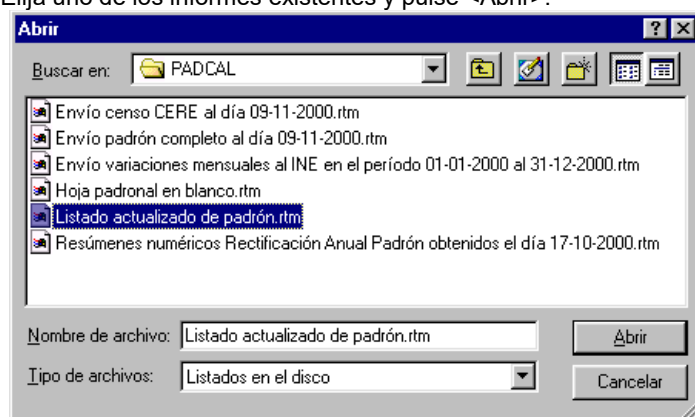 Elija uno de los informes existentes y pulse <Abrir>.
Abrir
Buscar en: PADCAL
Envío censo CERE al día 09-11-2000.rtm
Envío padrón completo al día 09-11-2000.rtm
Envío variaciones mensuales al INE en el período 01-01-2000 al 31-12-2000.rtm
Hoja padronal en blanco.rtm
Listado actualizado de padrón.rtm
Resúmenes numéricos Rectificación Anual Padrón obtenidos el día 17-10-2000.rtm
Nombre de archivo: Listado actualizado de padrón.rtm Abrir
Tipo de archivos: Listados en el disco Cancelar